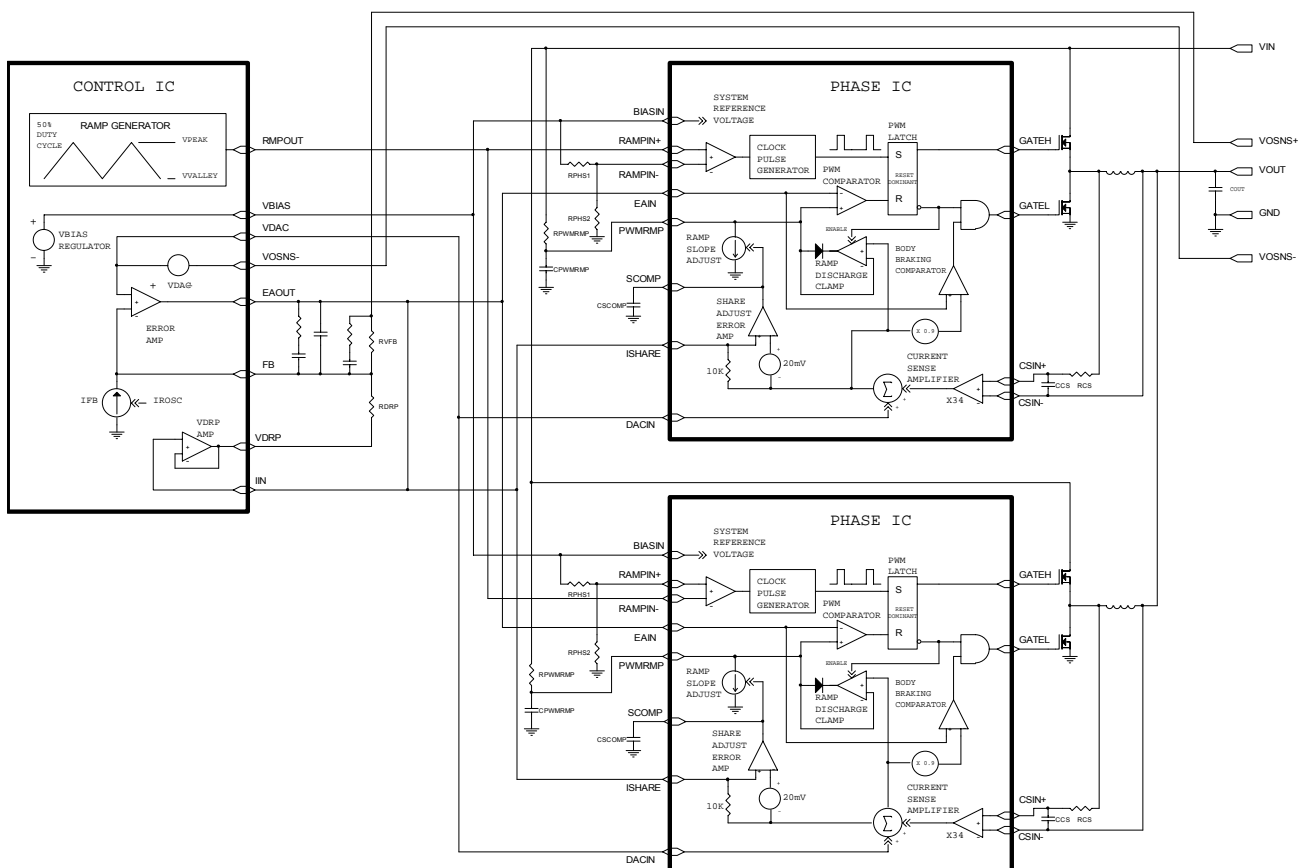 CONTROL IC
50%
DUTY
CYCLE
RAMP GENERATOR
VPEAK
VVALLEY
RMPOUT
VBIAS
+
VBIAS
REGULATOR
-
VDAC
VOSNS-
VDAC
EAOUT
+
-
+
ERROR
AMP
FB
IFB
IROSC
VDRP
AMP
+
-
VDRP
IIN
RVFB
RDRP
PHASE IC
BIASIN
SYSTEM
REFERENCE
VOLTAGE
RAMPIN+
RAMPIN-
+
-
CLOCK
PULSE
GENERATOR
PWM
LATCH
S
RESET
DOMINANT
R
PWM
COMPARATOR
-
+
GATEH
GATEL
EAIN
PWMRMP
RPHS1
RPHS2
RPWMRMP
CPWMRMP
SCOMP
CSCOMP
RAMP
SLOPE
ADJUST
ENABLE
+
-
RAMP
DISCHARGE
CLAMP
BODY
BRAKING
COMPARATOR
+
-
SHARE
ADJUST
ERROR
AMP
+
-
X 0.9
ISHARE
10K
+
20mV
-
CURRENT
SENSE
AMPLIFIER
Σ
+
+
X34
+
-
CSIN+
CCS
RCS
CSIN-
DACIN
VIN
VOSNS+
VOUT
COUT
GND
VOSNS-
PHASE IC
BIASIN
SYSTEM
REFERENCE
VOLTAGE
RAMPIN+
RAMPIN-
+
-
CLOCK
PULSE
GENERATOR
PWM
LATCH
S
RESET
DOMINANT
R
PWM
COMPARATOR
-
+
GATEH
GATEL
EAIN
PWMRMP
RPHS1
RPHS2
RPWMRMP
CPWMRMP
SCOMP
CSCOMP
RAMP
SLOPE
ADJUST
ENABLE
+
-
RAMP
DISCHARGE
CLAMP
BODY
BRAKING
COMPARATOR
+
-
SHARE
ADJUST
ERROR
AMP
+
-
X 0.9
ISHARE
10K
+
20mV
-
CURRENT
SENSE
AMPLIFIER
Σ
+
+
X34
+
-
CSIN+
CCS
RCS
CSIN-
DACIN